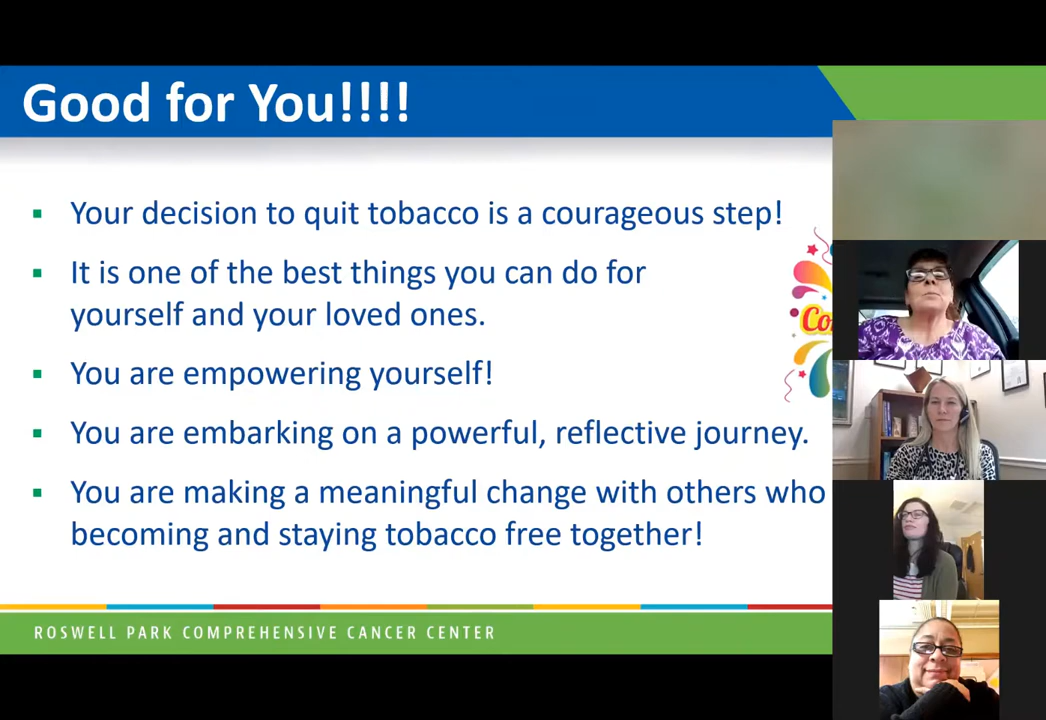 Good for You!!!!
Your decision to quit tobacco is a courageous step!
It is one of the best things you can do for
yourself and your loved ones.
Co
You are empowering yourself!
You are embarking on a powerful, reflective journey.
You are making a meaningful change with others who
becoming and staying tobacco free together!
ROSWELL PARK COMPREHENSIVE CANCER CENTER